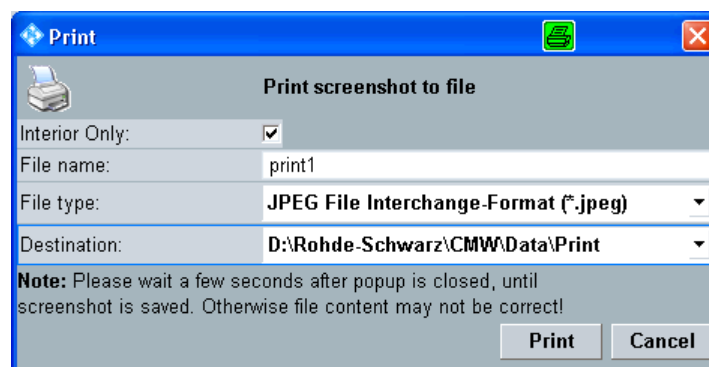 Print
Print screenshot to file
Interior Only:
File name: print1
File type: JPEG File Interchange-Format (*.jpeg)
Destination: D:\Rohde-Schwarz\CMW\Data\Print
Note: Please wait a few seconds after popup is closed, until
screenshot is saved. Otherwise file content may not be correct!
Print Cancel